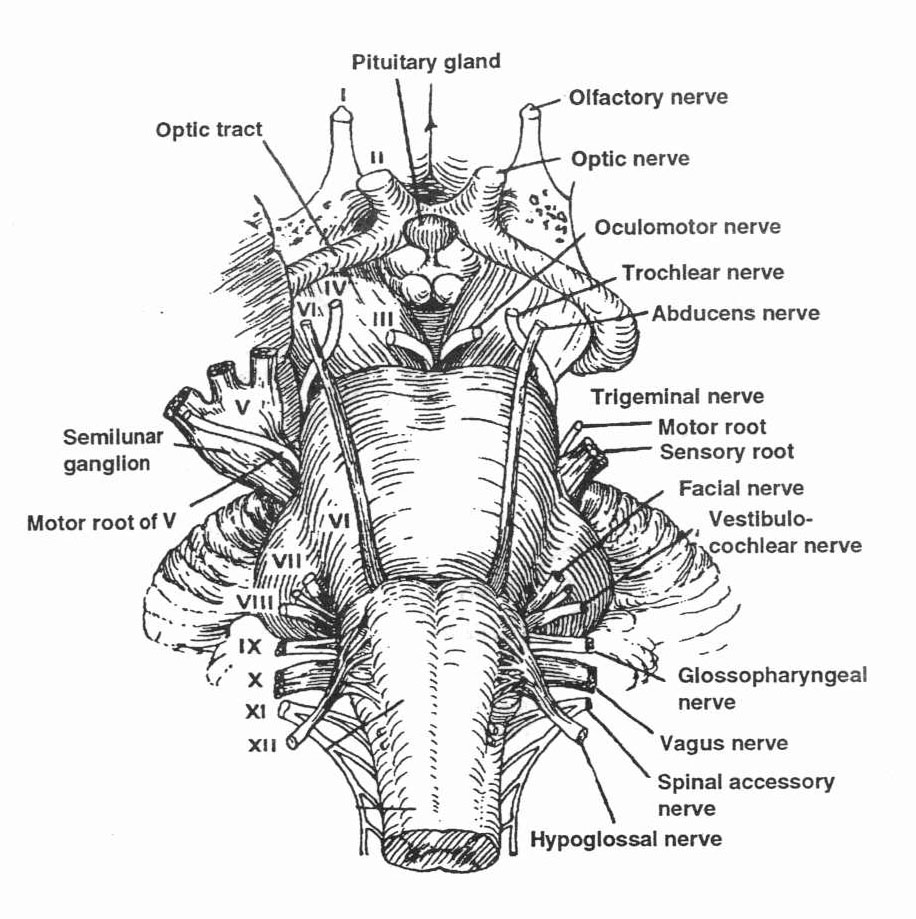 Pituitary gland
I
Olfactory nerve
Optic tract
II
Optic nerve
Oculomotor nerve
Trochlear nerve
IV
VI
III
Abducens nerve
Trigeminal nerve
V
Motor root
Semilunar
ganglion
Sensory root
Facial nerve
Motor root of V
VI
Vestibulo-
cochlear nerve
VII
VIII
IX
Glossopharyngeal
nerve
X
XI
XII
Vagus nerve
Spinal accessory
nerve
Hypoglossal nerve